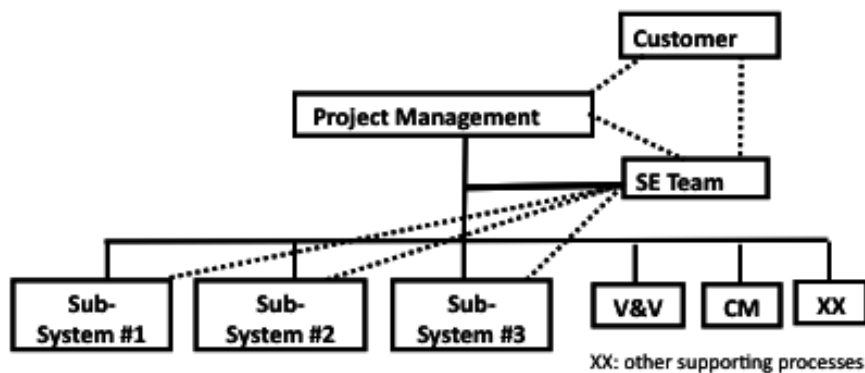 Customer
Project Management
SE Team
Sub-
System #1
Sub-
System #2
Sub-
System #3
V&V
CM
XX
XX: other supporting processes